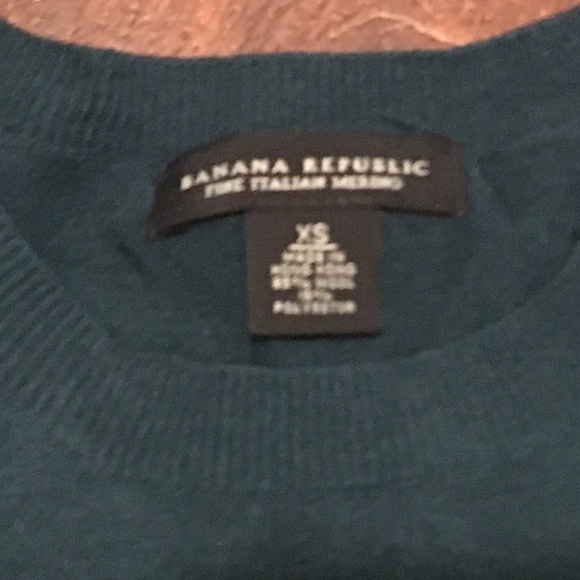 BANANA REPUBLIC
FINE ITALIAN MERINO
XS
MADE IN
HONG KONG
WOOL
POLYESTER